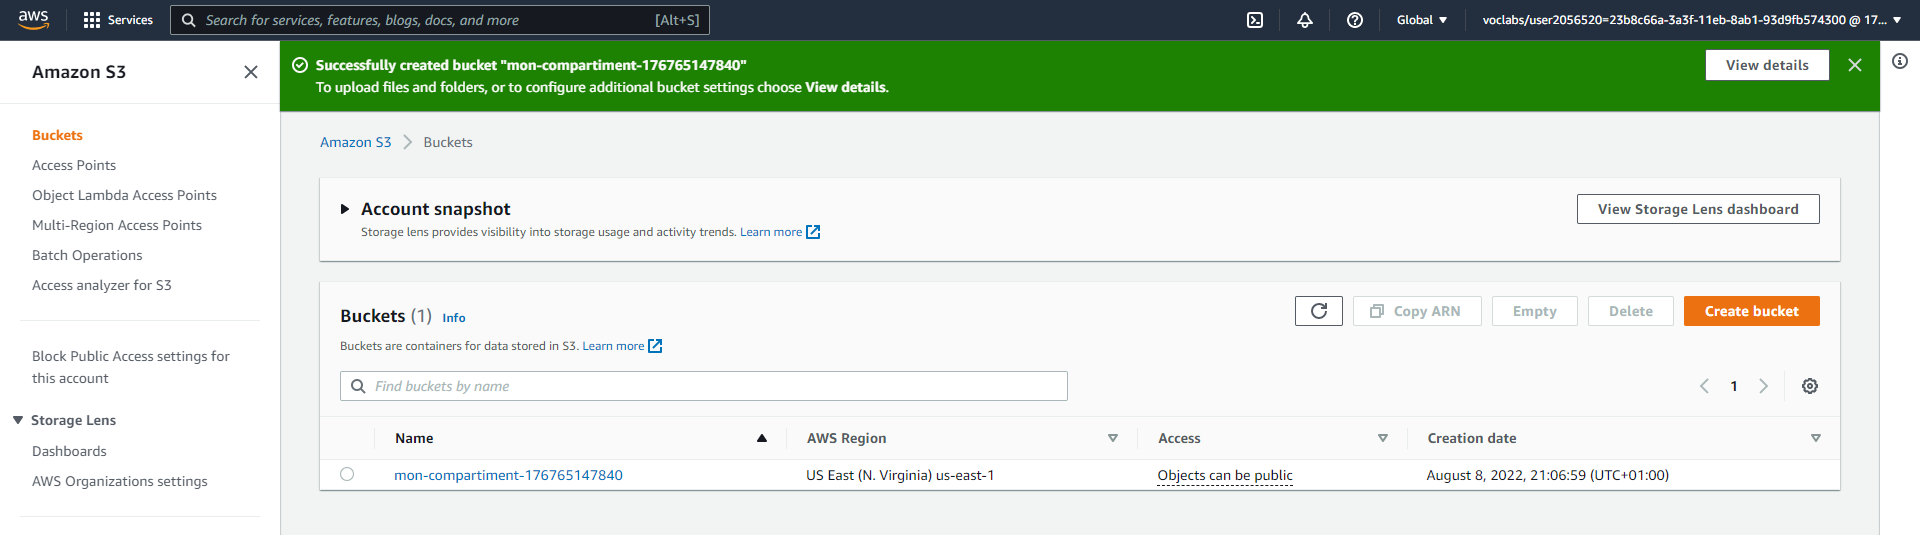 aws
Services
Search for services, features, blogs, docs, and more
[Alt+S]
Global
voclabs/user2056520=23b8c66a-3a3f-11eb-8ab1-93d9fb574300 @ 17...
Amazon S3
Buckets
Access Points
Object Lambda Access Points
Multi-Region Access Points
Batch Operations
Access analyzer for S3
Block Public Access settings for
this account
Storage Lens
Dashboards
AWS Organizations settings
Successfully created bucket "mon-compartiment-176765147840"
To upload files and folders, or to configure additional bucket settings choose View details.
View details
Amazon S3 > Buckets
Account snapshot
Storage lens provides visibility into storage usage and activity trends. Learn more
View Storage Lens dashboard
Buckets (1) Info
Buckets are containers for data stored in S3. Learn more
Copy ARN
Empty
Delete
Create bucket
Find buckets by name
1
Name AWS Region Access Creation date
mon-compartiment-176765147840 US East (N. Virginia) us-east-1 Objects can be public August 8, 2022, 21:06:59 (UTC+01:00)